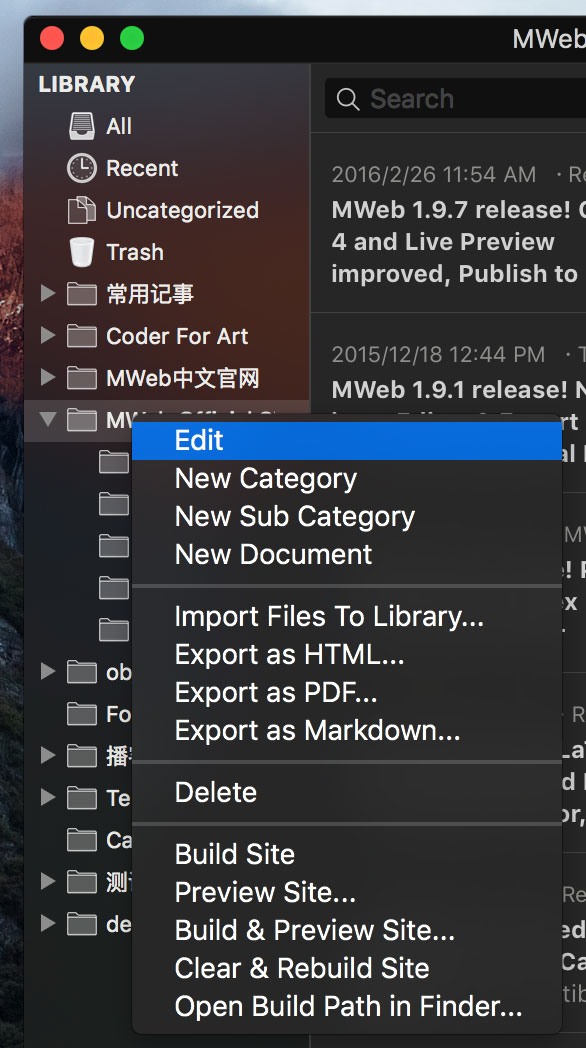 MWeb
LIBRARY
All
Recent
Uncategorized
Trash
常用记事
Coder For Art
MWeb中文官网
Search
2016/2/26 11:54 AM
MWeb 1.9.7 release!
4 and Live Preview
improved, Publish to
2015/12/18 12:44 PM
MWeb 1.9.1 release!
Edit
New Category
New Sub Category
New Document
Import Files To Library...
Export as HTML...
Export as PDF...
Export as Markdown...
Delete
Build Site
Preview Site...
Build & Preview Site...
Clear & Rebuild Site
Open Build Path in Finder...